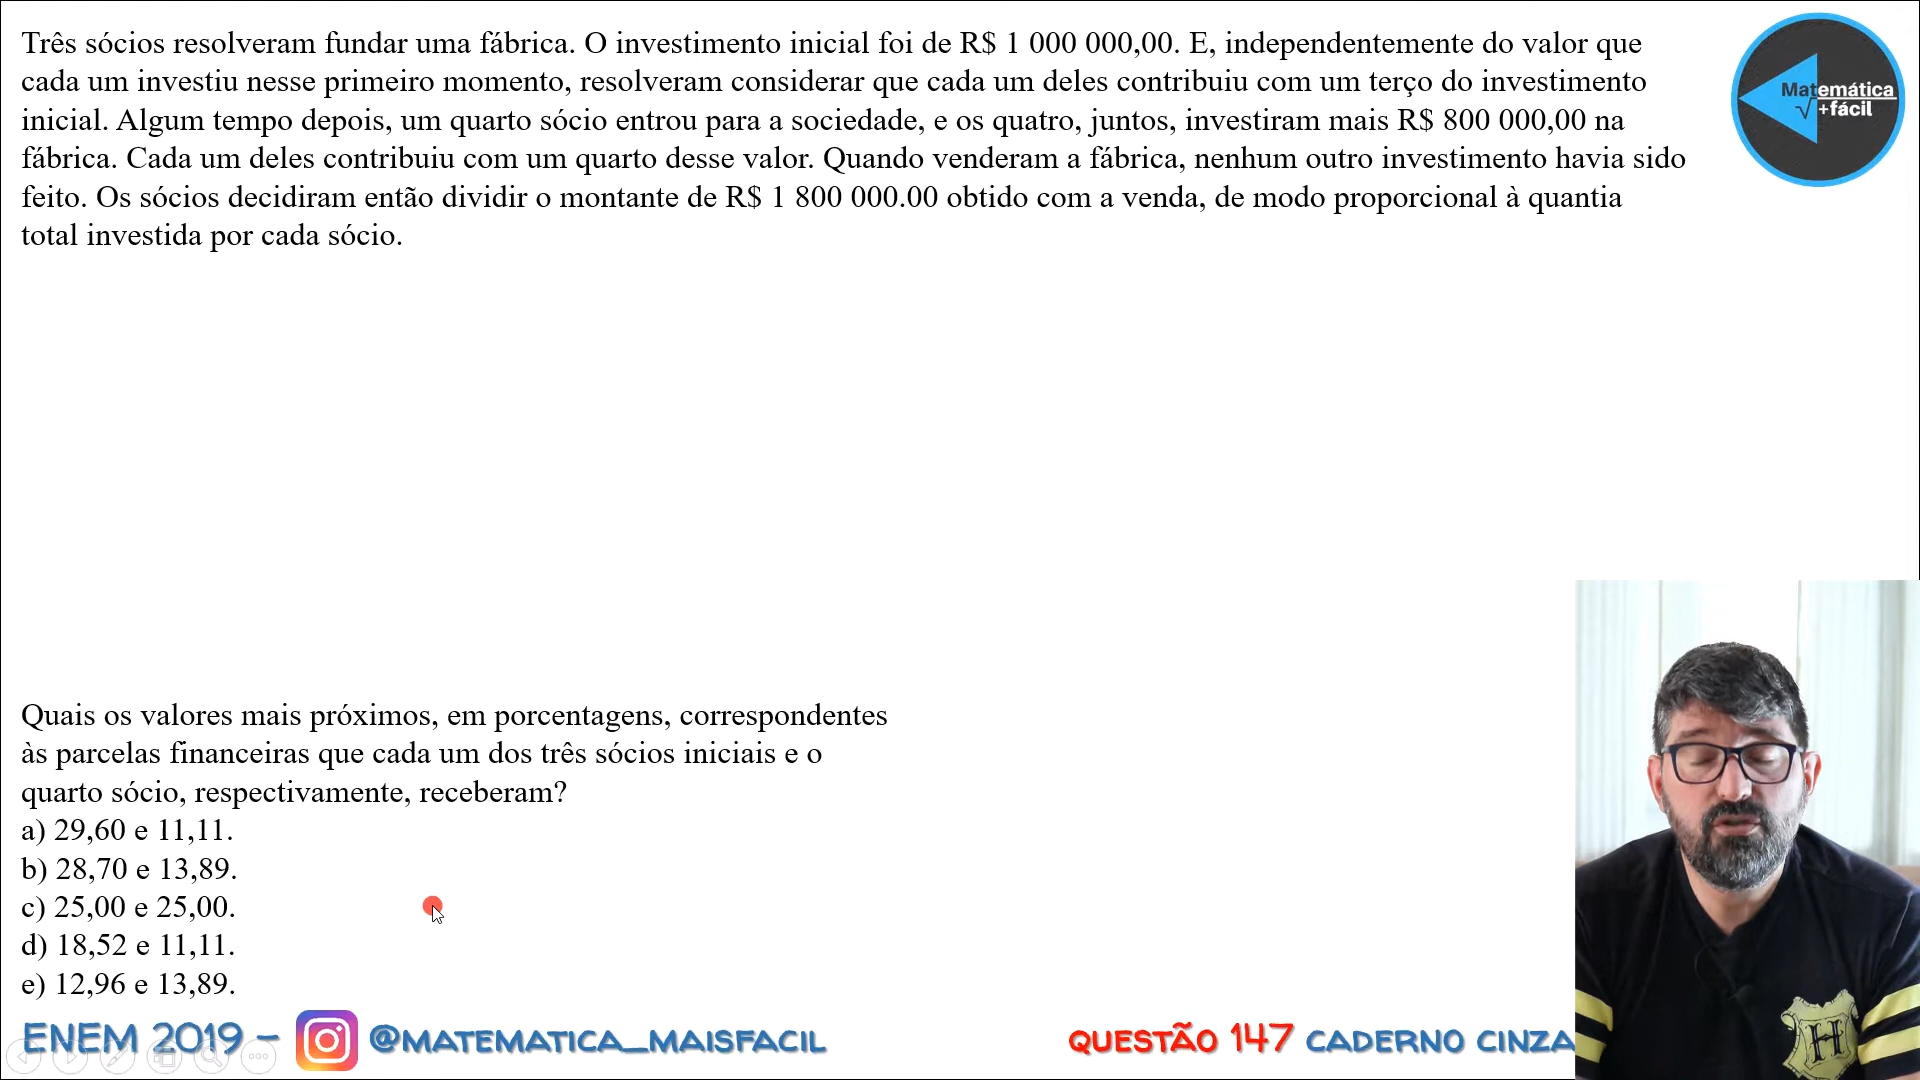 Três sócios resolveram fundar uma fábrica. O investimento inicial foi de R$ 1 000 000,00. E, independentemente do valor que
cada um investiu nesse primeiro momento, resolveram considerar que cada um deles contribuiu com um terço do investimento
inicial. Algum tempo depois, um quarto sócio entrou para a sociedade, e os quatro, juntos, investiram mais R$ 800 000,00 na
fábrica. Cada um deles contribuiu com um quarto desse valor. Quando venderam a fábrica, nenhum outro investimento havia sido
feito. Os sócios decidiram então dividir o montante de R$ 1 800 000.00 obtido com a venda, de modo proporcional à quantia
total investida por cada sócio.
Matemática
√ +fácil
Quais os valores mais próximos, em porcentagens, correspondentes
às parcelas financeiras que cada um dos três sócios iniciais e o
quarto sócio, respectivamente, receberam?
a) 29,60 e 11,11.
b) 28,70 e 13,89.
c) 25,00 e 25,00.
d) 18,52 e 11,11.
e) 12,96 e 13,89.
ENEM 2019 – @MATEMATICA_MAISFACIL
QUESTÃO 147 CADERNO CINZA
H